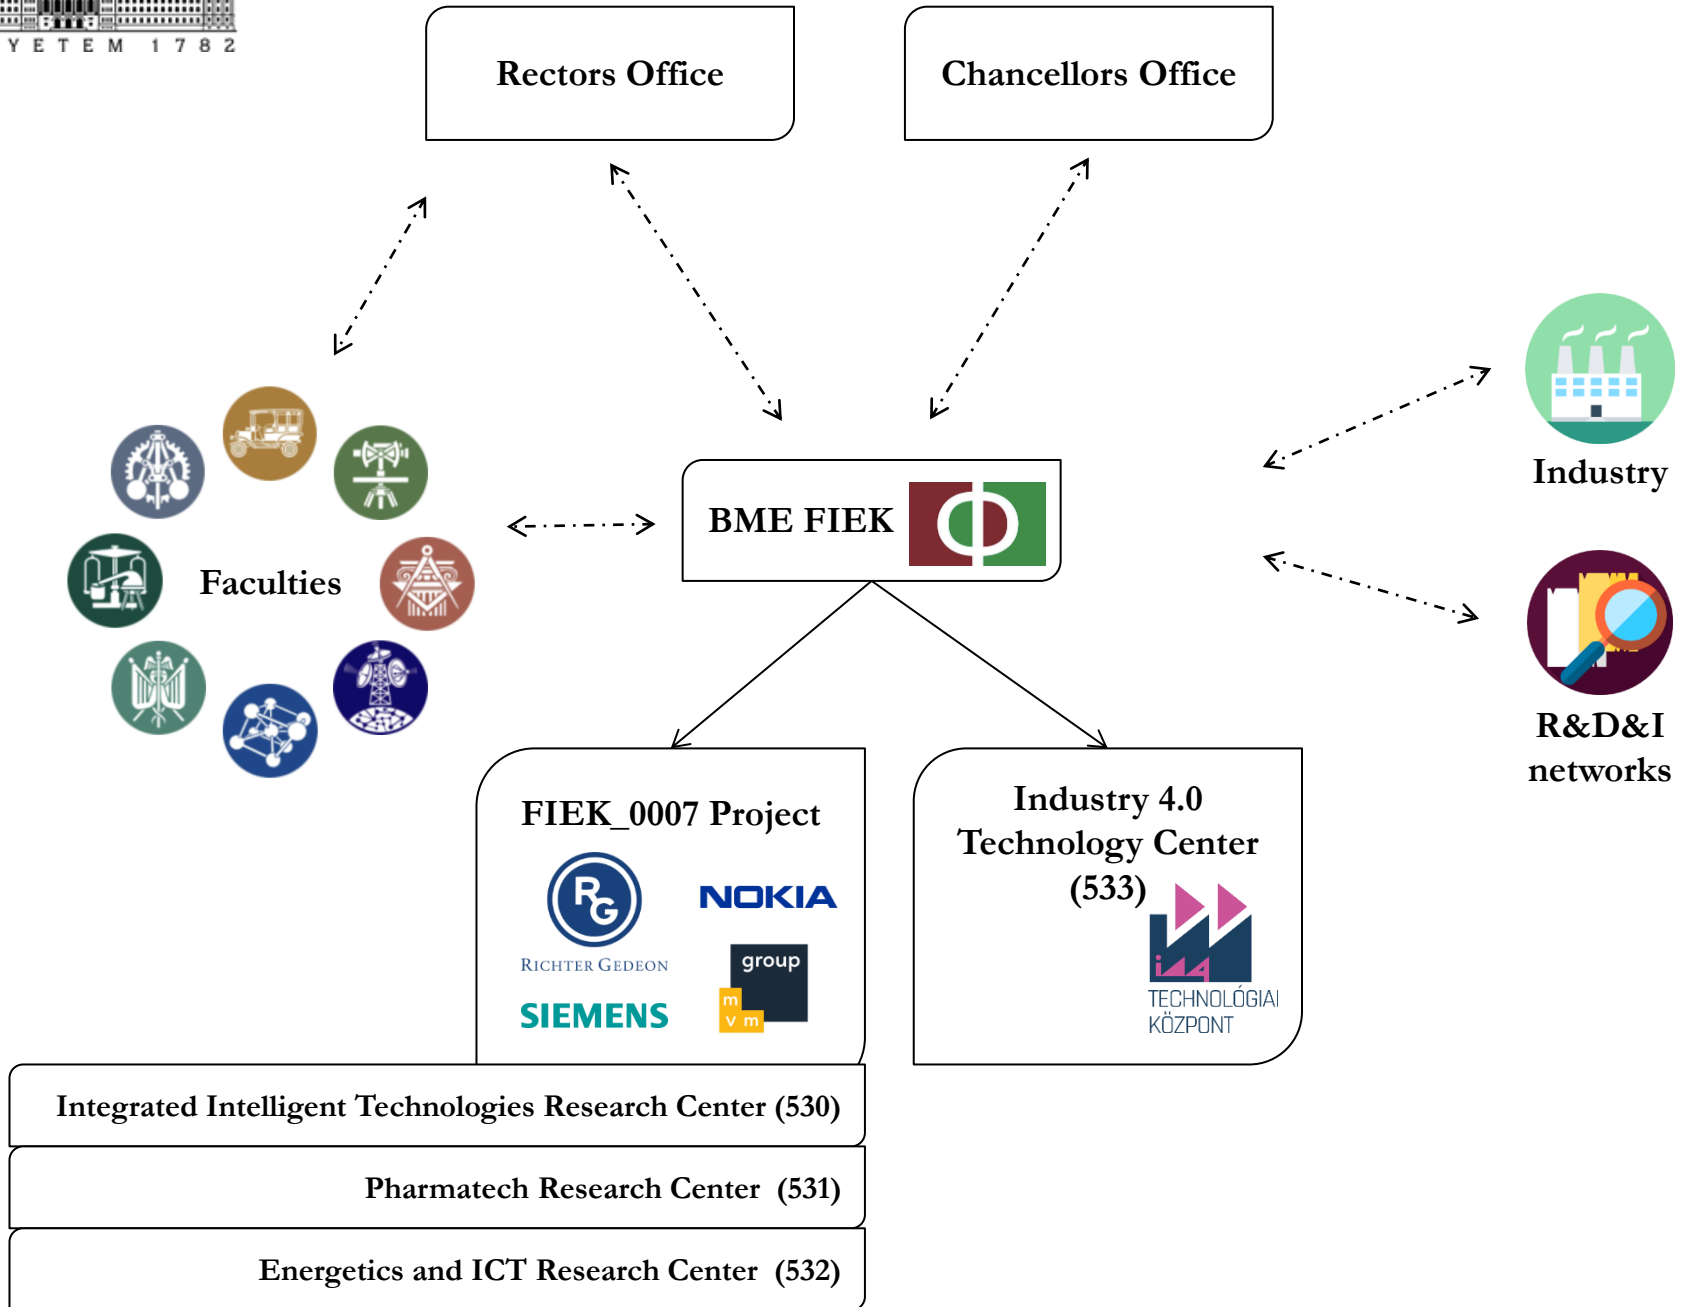 YETEM 1782
Rectors Office
Chancellors Office
Industry
BME FIEK
Faculties
R&D&I
networks
FIEK_0007 Project
RG
RICHTER GEDEON
NOKIA
SIEMENS
group
m
v m
Industry 4.0
Technology Center
(533)
i4
TECHNOLÓGIAI
KÖZPONT
Integrated Intelligent Technologies Research Center (530)
Pharmatech Research Center (531)
Energetics and ICT Research Center (532)